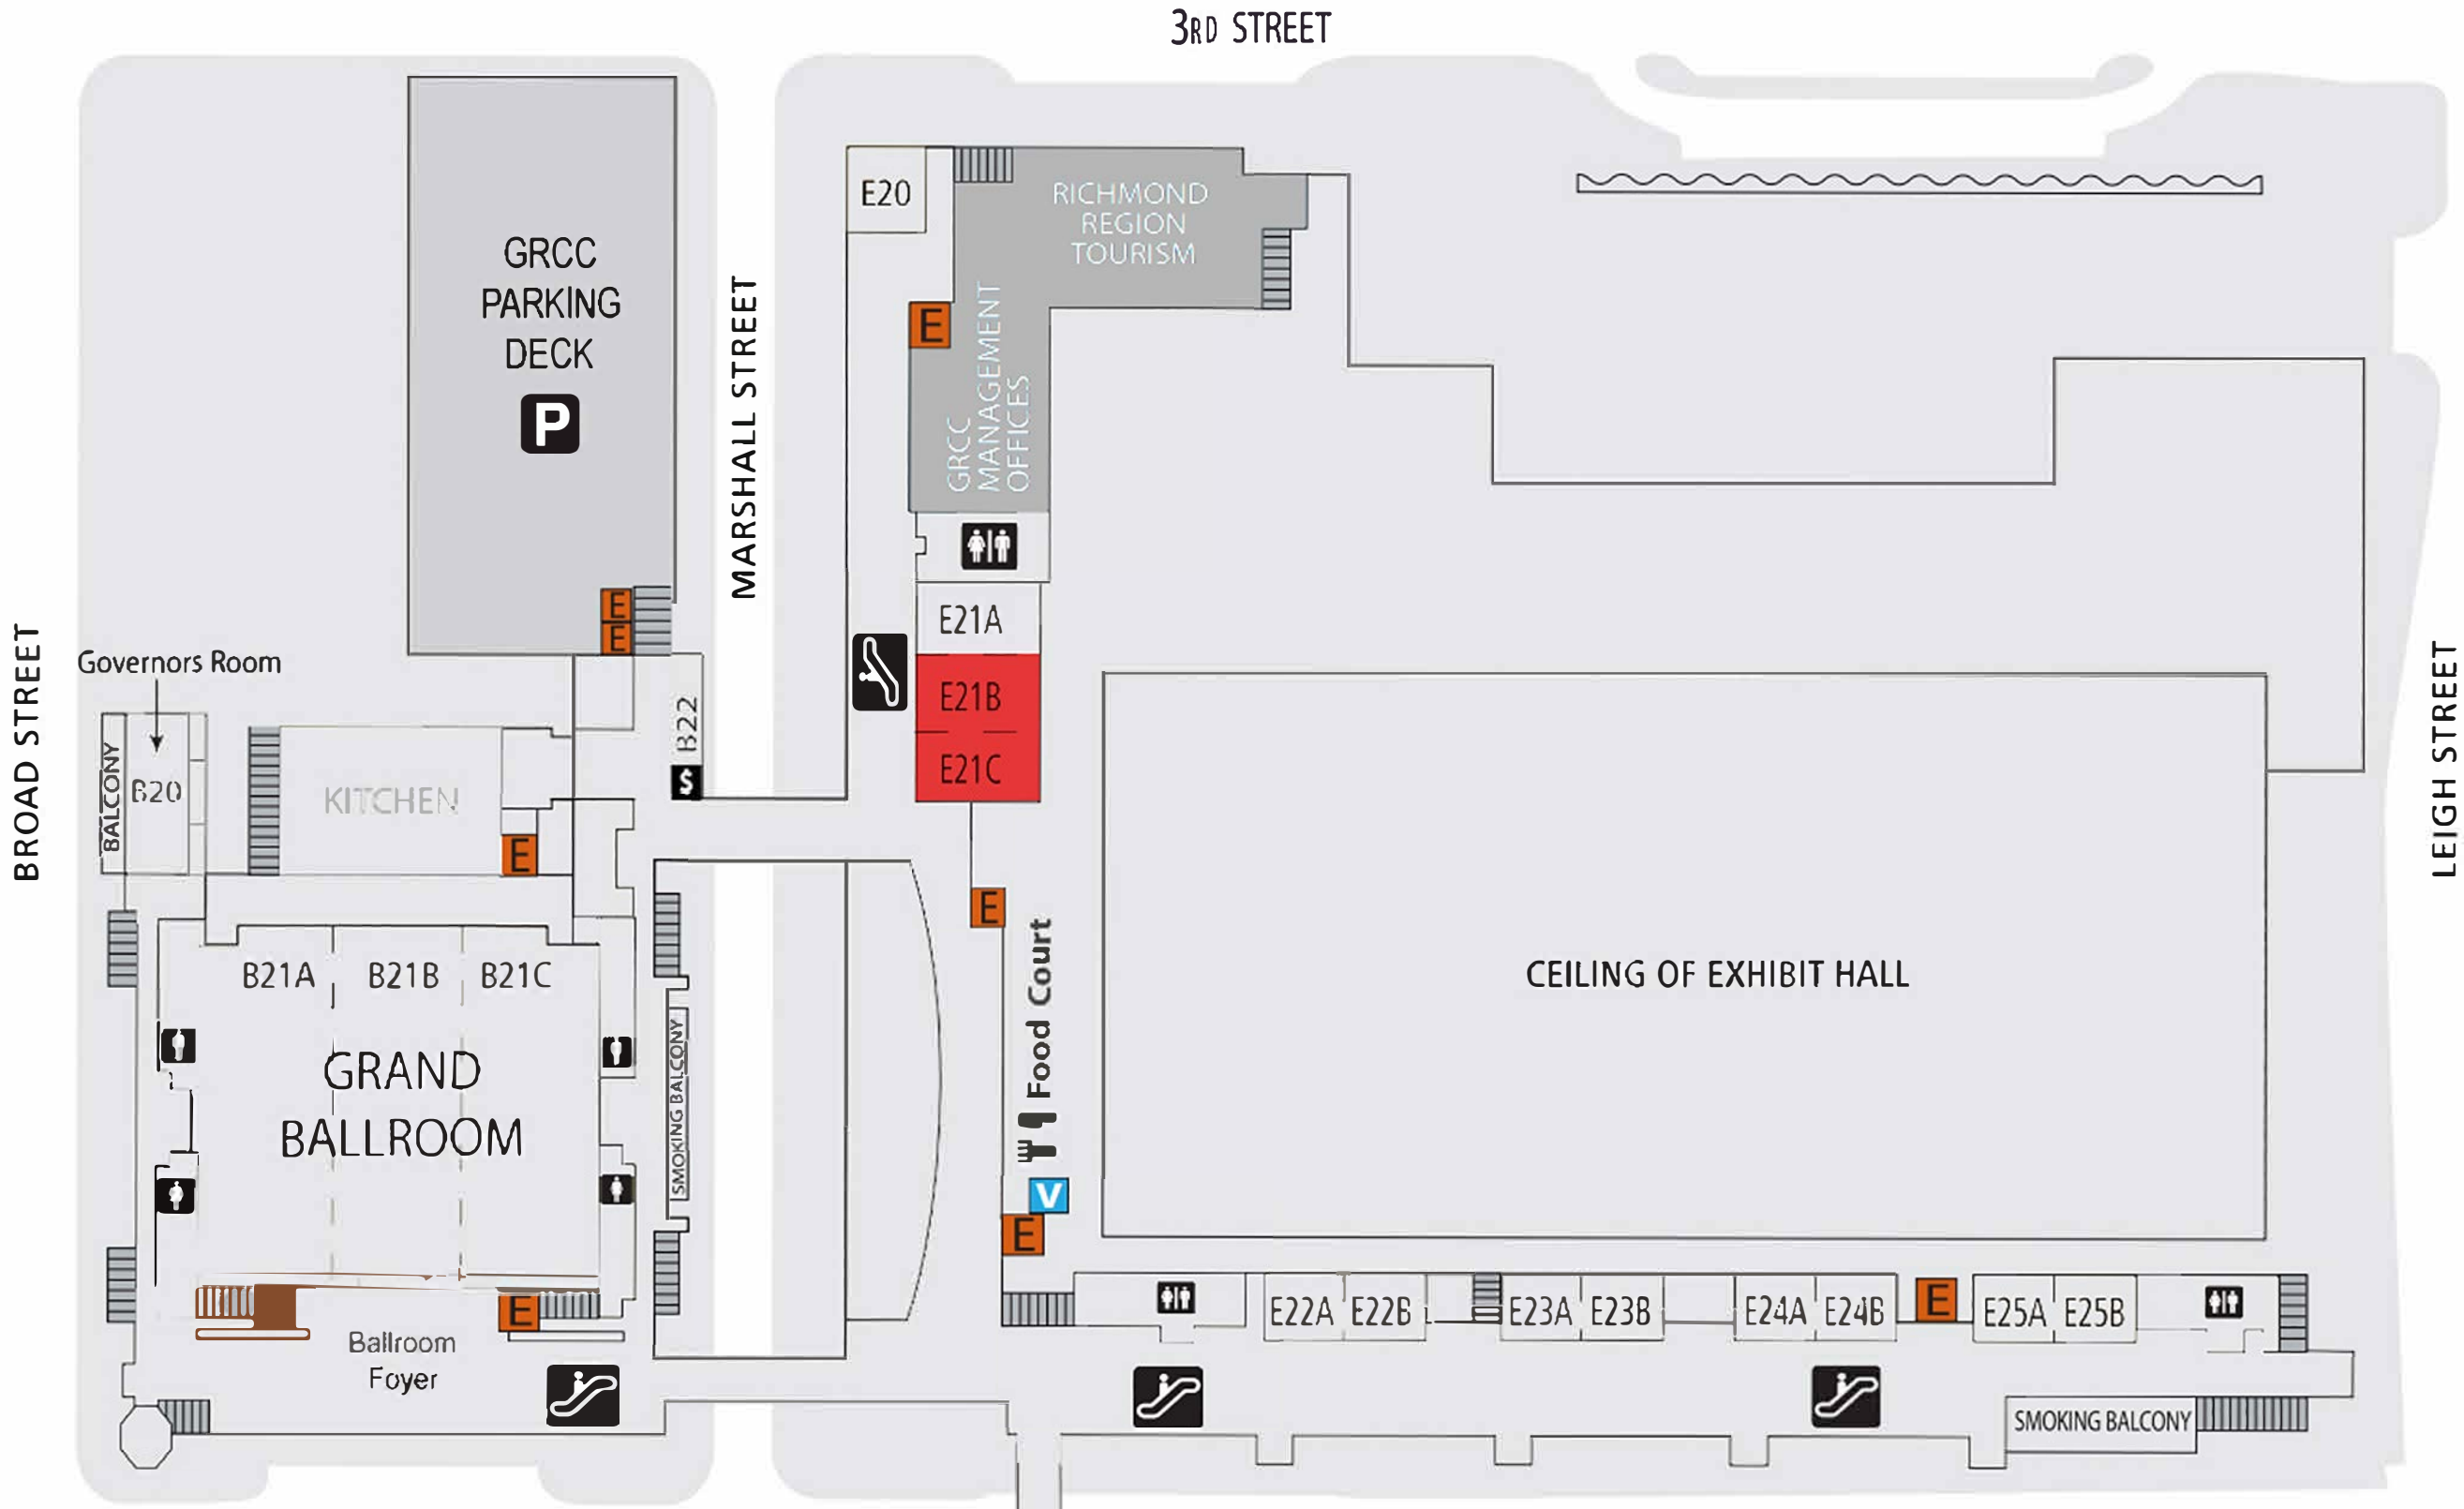 3RD STREET
GRCC
PARKING
DECK
P
E
E
MARSHALL STREET
BROAD STREET
LEIGH STREET
E20
RICHMOND
REGION
TOURISM
E
GRCC
MANAGEMENT
OFFICES
E21A
E21B
E21C
Governors Room
BALCONY
B20
KITCHEN
E
B22
$
E
Food Court
V
E
CEILING OF EXHIBIT HALL
B21A
B21B
B21C
GRAND
BALLROOM
SMOKING BALCONY
E
Ballroom
Foyer
E22A
E22B
E23A
E23B
E24A
E24B
E
E25A
E25B
SMOKING BALCONY